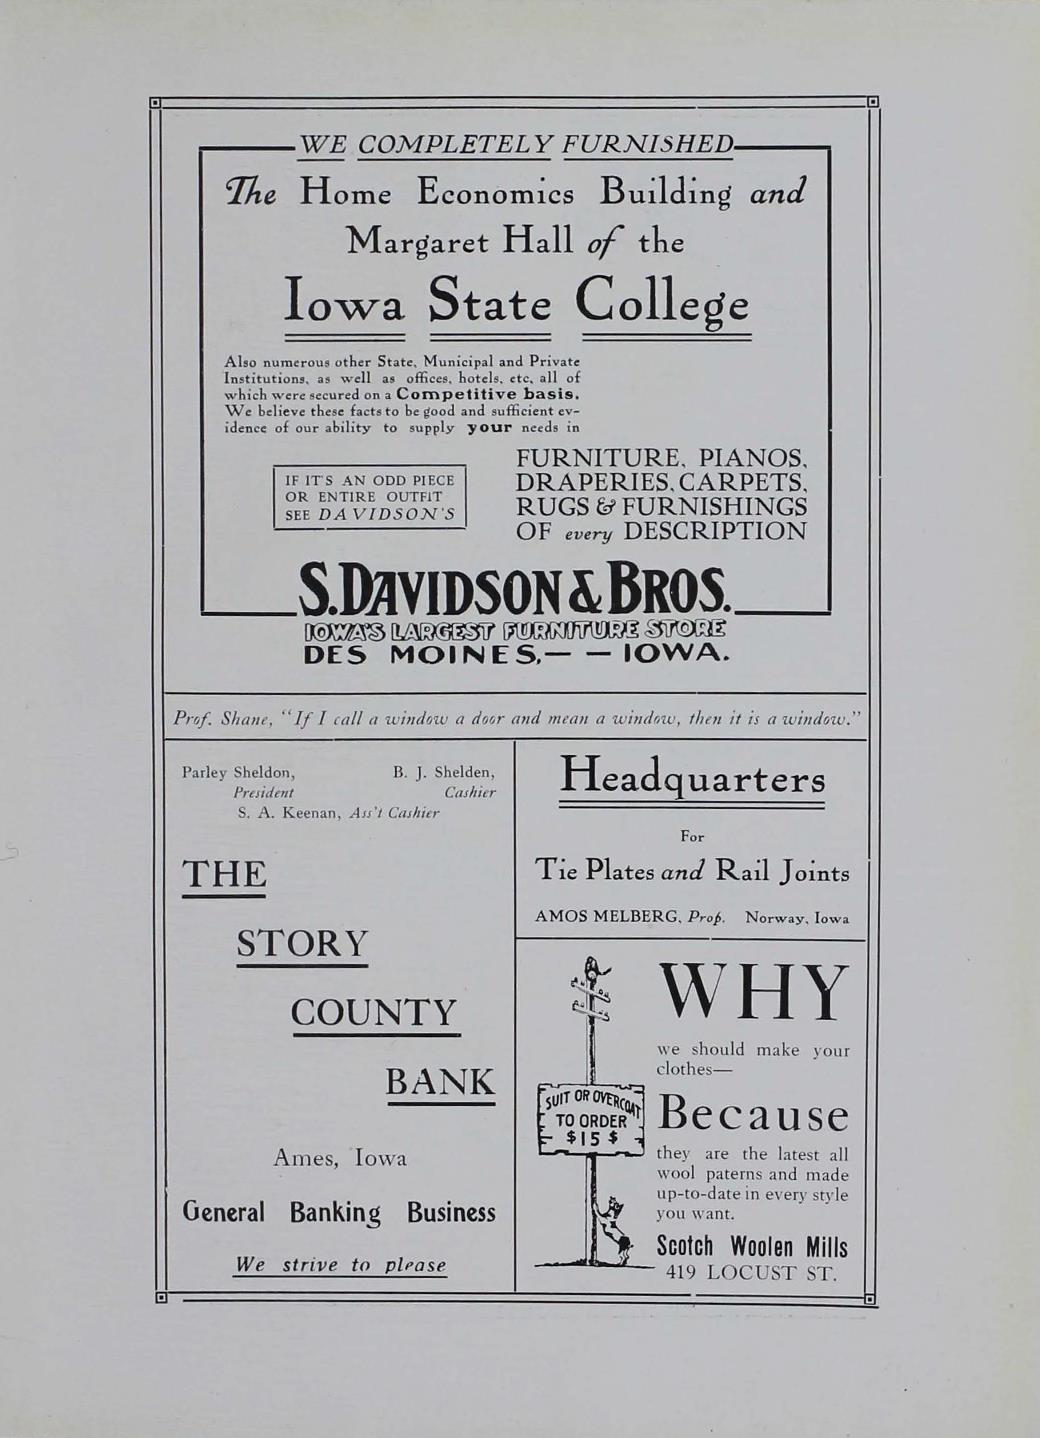 WE COMPLETELY FURNISHED
The Home Economics Building and
Margaret Hall of the
Iowa State College
Also numerous other State, Municipal and Private
Institutions, as well as offices, hotels, etc, all of
which were secured on a Competitive basis.
We believe these facts to be good and sufficient ev-
idence of our ability to supply your needs in
FURNITURE, PIANOS,
DRAPERIES, CARPETS,
RUGS & FURNISHINGS
OF every DESCRIPTION
IF IT'S AN ODD PIECE
OR ENTIRE OUTFIT
SEE DAVIDSON'S
S. DAVIDSON & BROS.
IOWA'S LARGEST FURNITURE STORE
DES MOINES, — — IOWA.
Prof. Shane, "If I call a window a door and mean a window, then it is a window."
Parley Sheldon, B. J. Shelden,
President Cashier
S. A. Keenan, Ass't Cashier
THE
STORY
COUNTY
BANK
Ames, Iowa
General Banking Business
We strive to please
Headquarters
For
Tie Plates and Rail Joints
AMOS MELBERG, Prop. Norway, Iowa
WHY
we should make your
clothes—
Because
they are the latest all
wool paterns and made
up-to-date in every style
you want.
Scotch Woolen Mills
419 LOCUST ST.
SUIT OR OVERCOAT
TO ORDER
$15$